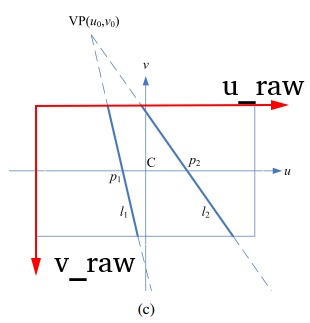 VP(u₀,v₀)
v
u_raw
C
p₂
u
p₁
l₁
l₂
v_raw
(c)